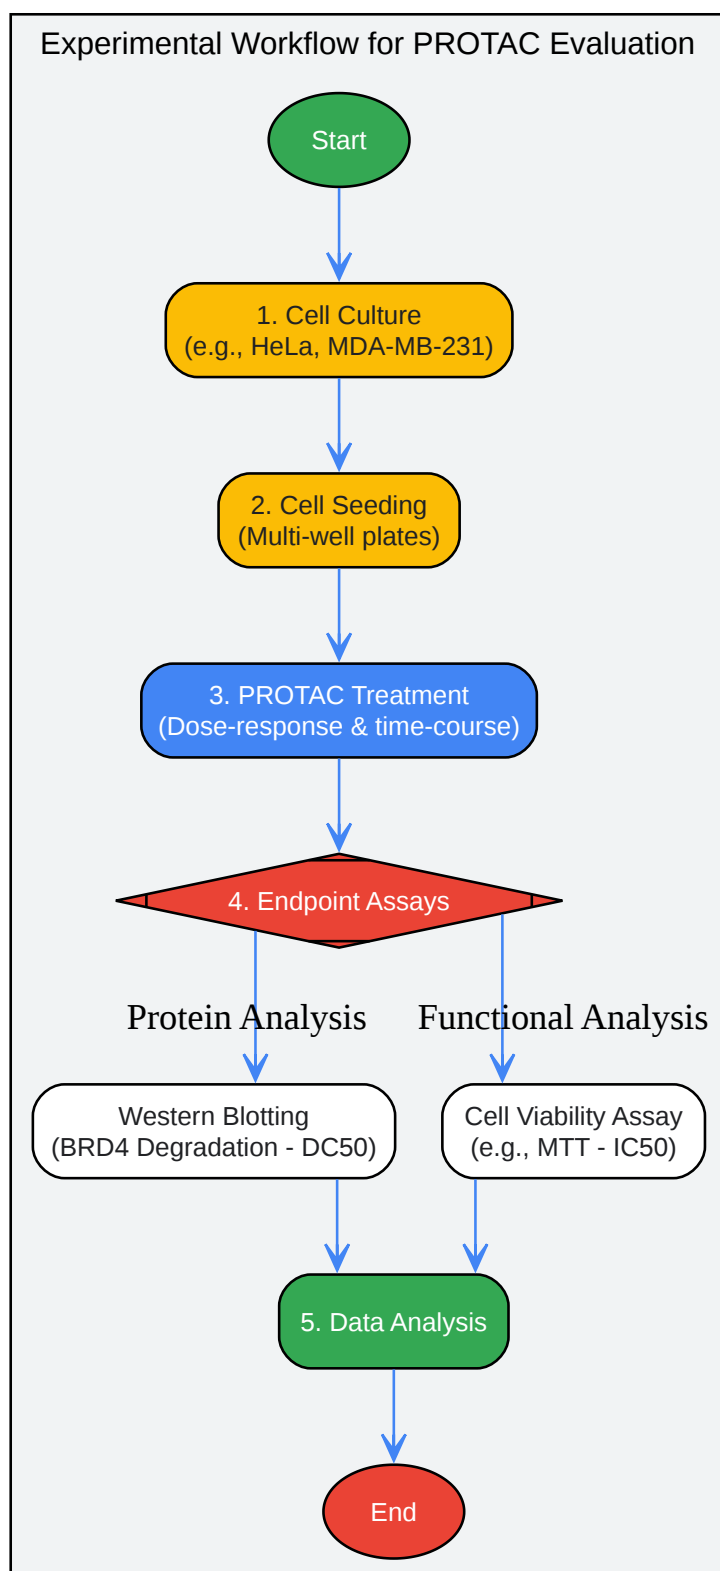 Experimental Workflow for PROTAC Evaluation
Start
1. Cell Culture
(e.g., HeLa, MDA-MB-231)
2. Cell Seeding
(Multi-well plates)
3. PROTAC Treatment
(Dose-response & time-course)
4. Endpoint Assays
Protein Analysis
Functional Analysis
Western Blotting
(BRD4 Degradation - DC50)
Cell Viability Assay
(e.g., MTT - IC50)
5. Data Analysis
End